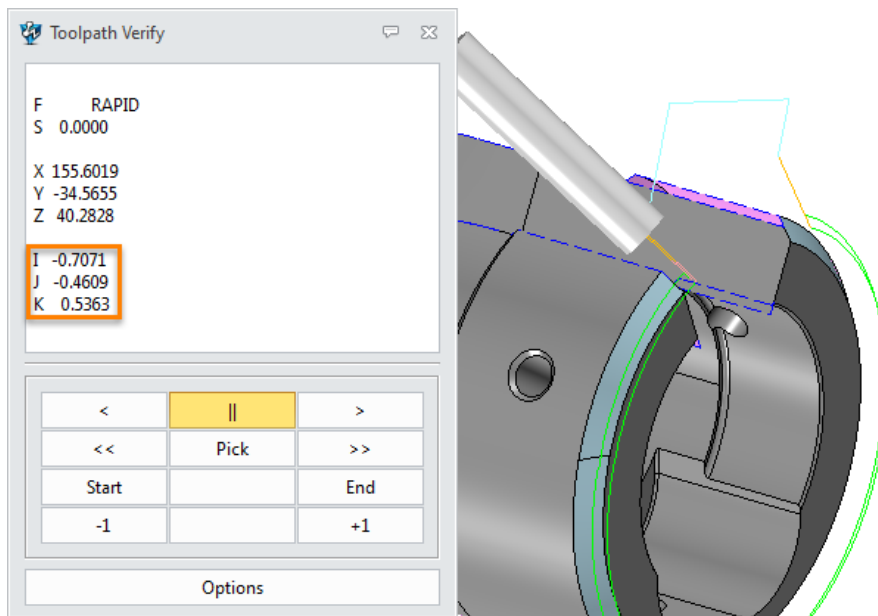 Toolpath Verify
F RAPID
S 0.0000
X 155.6019
Y -34.5655
Z 40.2828
I -0.7071
J -0.4609
K 0.5363
< || >
<< Pick >>
Start End
-1 +1
Options